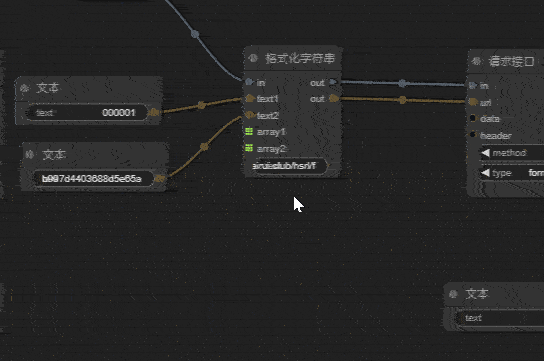 文本
text
000001
文本
格式化字符串
in
out
text1
out
text2
array1
array2
请求接口
in
url
data
header
method
type
文本
text